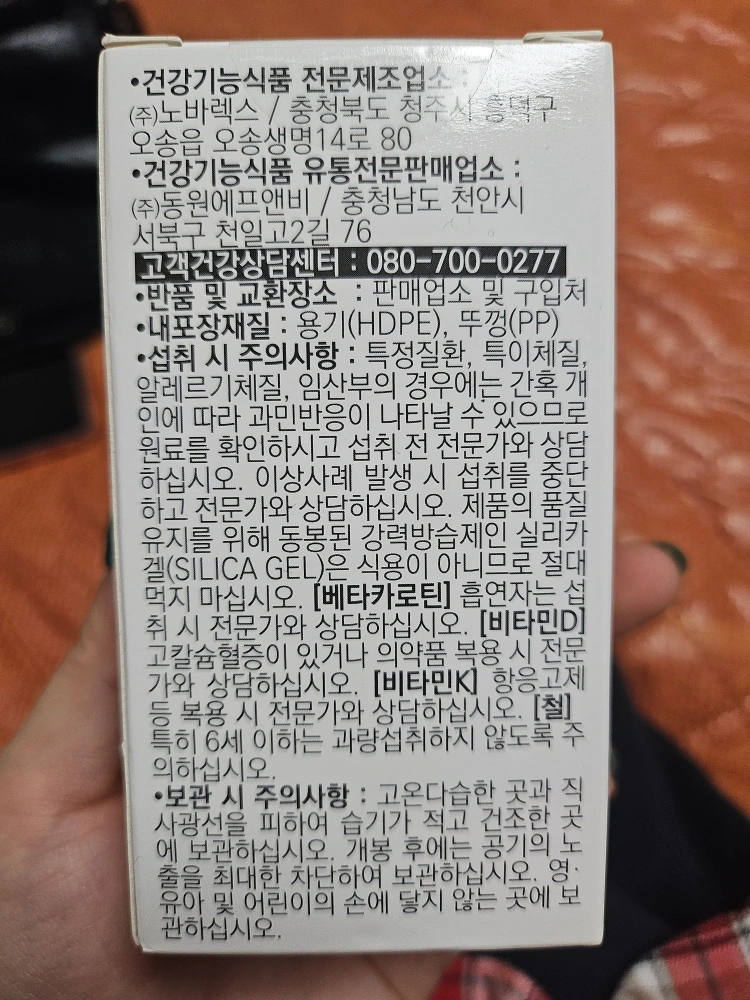 •건강기능식품 전문제조업소 :
(주)노바렉스 / 충청북도 청주시 흥덕구
오송읍 오송생명14로 80
•건강기능식품 유통전문판매업소 :
(주)동원에프앤비 / 충청남도 천안시
서북구 천일고2길 76
고객건강상담센터 : 080-700-0277
•반품 및 교환장소 : 판매업소 및 구입처
•내포장재질 : 용기(HDPE), 뚜껑(PP)
•섭취 시 주의사항 : 특정질환, 특이체질,
알레르기체질, 임산부의 경우에는 간혹 개
인에 따라 과민반응이 나타날 수 있으므로
원료를 확인하시고 섭취 전 전문가와 상담
하십시오. 이상사례 발생 시 섭취를 중단
하고 전문가와 상담하십시오. 제품의 품질
유지를 위해 동봉된 강력방습제인 실리카
겔(SILICA GEL)은 식용이 아니므로 절대
먹지 마십시오. [베타카로틴] 흡연자는 섭
취 시 전문가와 상담하십시오. [비타민D]
고칼슘혈증이 있거나 의약품 복용 시 전문
가와 상담하십시오. [비타민K] 항응고제
등 복용 시 전문가와 상담하십시오. [철]
특히 6세 이하는 과량섭취하지 않도록 주
의하십시오.
•보관 시 주의사항 : 고온다습한 곳과 직
사광선을 피하여 습기가 적고 건조한 곳
에 보관하십시오. 개봉 후에는 공기의 노
출을 최대한 차단하여 보관하십시오. 영·
유아 및 어린이의 손에 닿지 않는 곳에 보
관하십시오.